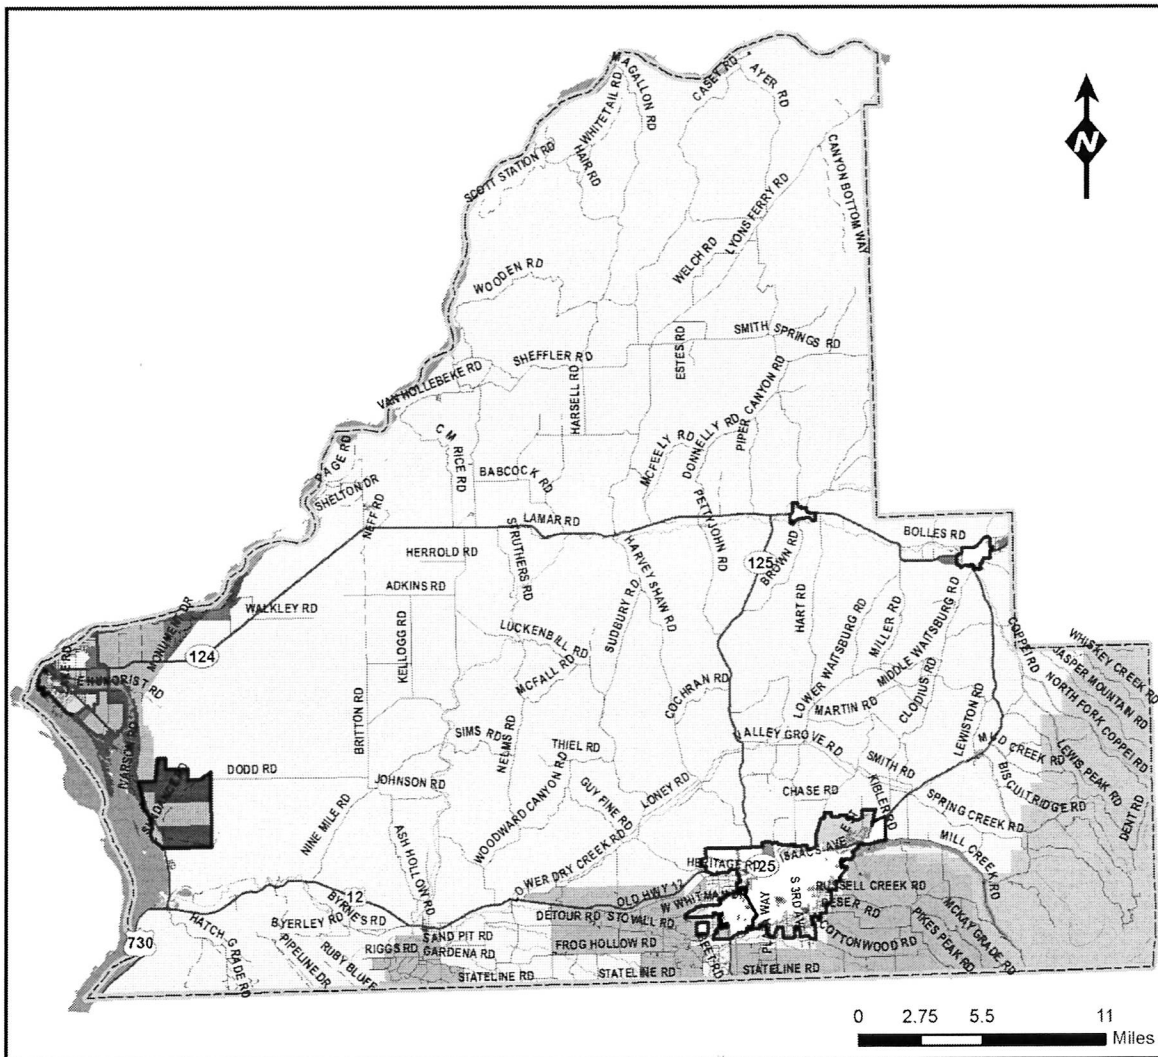 MAGALLON RD
CASEY RD
AYER RD
WHITETAIL RD
HAIR RD
SCOTT STATION RD
N
CANYON BOTTOM WAY
LYONS FERRY RD
WELCH RD
WOODEN RD
SMITH SPRINGS RD
ESTES RD
SHEFFLER RD
VAN HOLLEBEKE RD
HARSELL RD
PIPER CANYON RD
DONNELLY RD
MCFEELY RD
C M RICE RD
BABCOCK RD
PAGE RD
SHELTON DR
NEFF RD
PETTYJOHN RD
LAMAR RD
BOLLES RD
STRUTHERS RD
HERROLD RD
HARVEY SHAW RD
125
BROWN RD
ADKINS RD
HART RD
LOWER WAITSBURG RD
MILLER RD
MIDDLE WAITSBURG RD
WALKLEY RD
SUDBURY RD
COPPEI RD
WHISKEY CREEK RD
JASPER MOUNTAIN RD
NORTH FORK COPPEI RD
MONUMENT DR
124
KELLOGG RD
LUCKENBILL RD
MCFALL RD
COCHRAN RD
MARTIN RD
CLODIUS RD
HUMORIST RD
BRITTON RD
SIMS RD
NELMS RD
THIEL RD
LEWISTON RD
MUD CREEK RD
LEWIS PEAK RD
BISCUIT RIDGE RD
DENT RD
SMITH RD
DODD RD
JOHNSON RD
GUY FINE RD
LONEY RD
CHASE RD
KIBLER RD
SPRING CREEK RD
SUNDANCE RD
NINE MILE RD
WOODWARD CANYON RD
ASH HOLLOW RD
MILL CREEK RD
HERITAGE RD
ISAACS AVE
OLD HWY 12
RUSSELL CREEK RD
12
BYRNES RD
BYERLEY RD
DETOUR RD
STOVALL RD
S 3RD AVE
RESER RD
MCKAY GRADE RD
PIKES PEAK RD
730
HATCH GRADE RD
PIPELINE DR
RUBY BLUFF
RIGGS RD
SAND PIT RD
GARDENA RD
FROG HOLLOW RD
COTTONWOOD RD
STATELINE RD
STATELINE RD
STATELINE RD
0 2.75 5.5 11
Miles